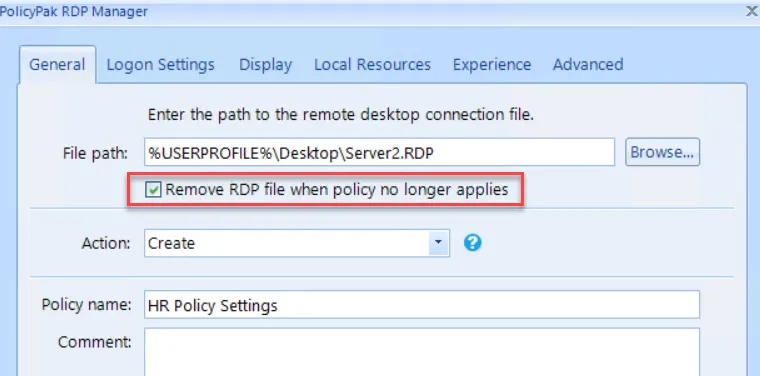 PolicyPak RDP Manager
General Logon Settings Display Local Resources Experience Advanced
Enter the path to the remote desktop connection file.
File path: %USERPROFILE%\Desktop\Server2.RDP Browse...
Remove RDP file when policy no longer applies
Action: Create
Policy name: HR Policy Settings
Comment: